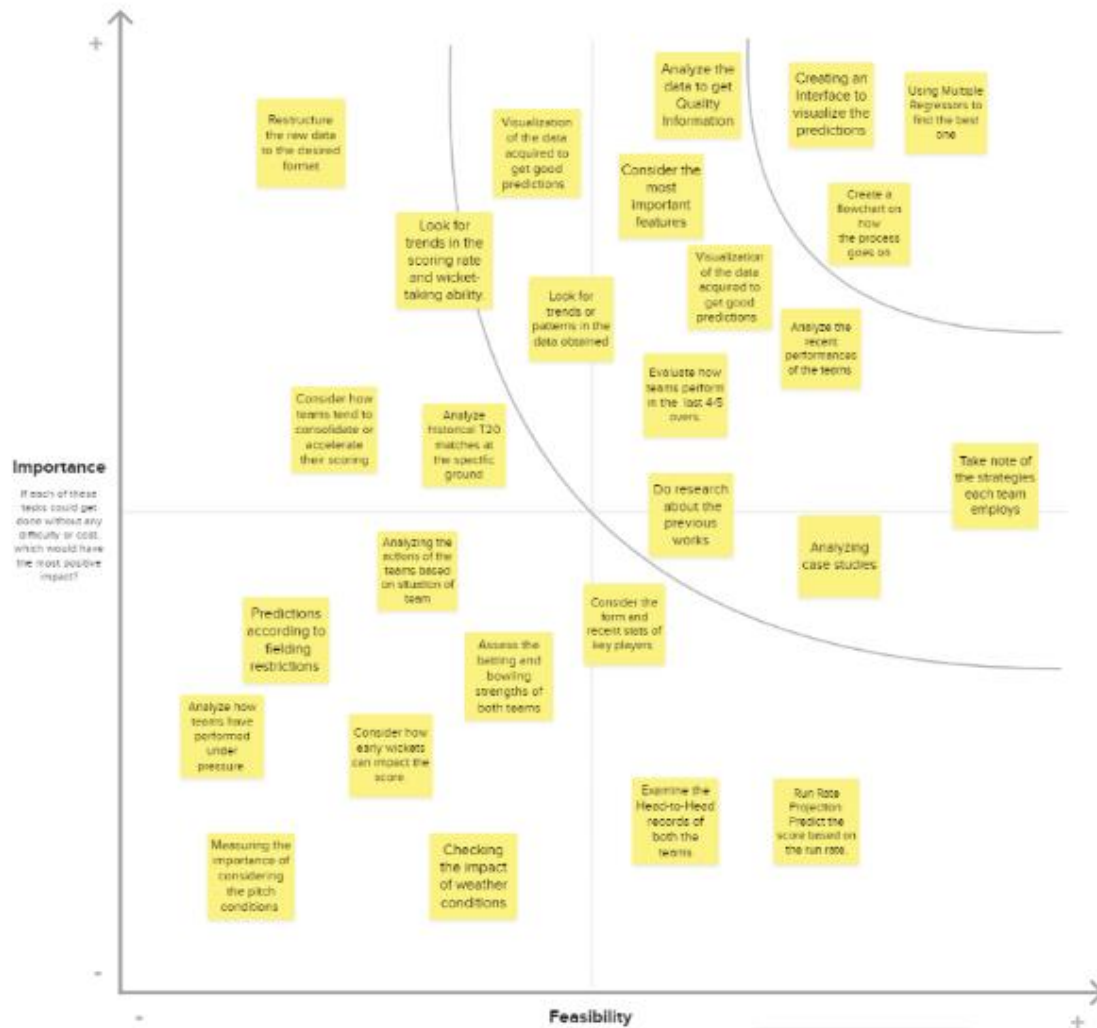 +
Restructure
the raw data
to the desired
format
Visualization
of the data
acquired to
get good
predictions
Analyze the
data to get
Quality
Information
Creating an
Interface to
visualize the
predictions
Using Multiple
Regressors to
find the best
one
Consider the
most
important
features
Create a
flowchart on
how
the process
goes on
Look for
trends in the
scoring rate
and wicket-
taking ability.
Visualization
of the data
acquired to
get good
predictions
Look for
trends or
patterns in the
data obtained
Analyze the
recent
performances
of the teams
Evaluate how
teams perform
in the last 4-5
overs.
Consider how
teams tend to
consolidate or
accelerate
their scoring
Analyze
historical T20
matches at
the specific
ground
Take note of
the strategies
each team
employs
Importance
If each of these
tasks could get
done without any
difficulty or cost,
which would have
the most positive
impact?
Do research
about the
previous
works
Analyzing
case studies
Analyzing the
actions of the
teams based
on situation of
team
Consider the
form and
recent stats of
key players
Predictions
according to
fielding
restrictions
Assess the
batting and
bowling
strengths of
both teams
Analyze how
teams have
performed
under
pressure
Consider how
early wickets
can impact the
score
Examine the
Head-to-Head
records of
both the
teams
Run Rate
Projection
Predict the
score based on
the run rate.
Measuring the
importance of
considering
the pitch
conditions
Checking
the impact
of weather
conditions
-
-
Feasibility
+